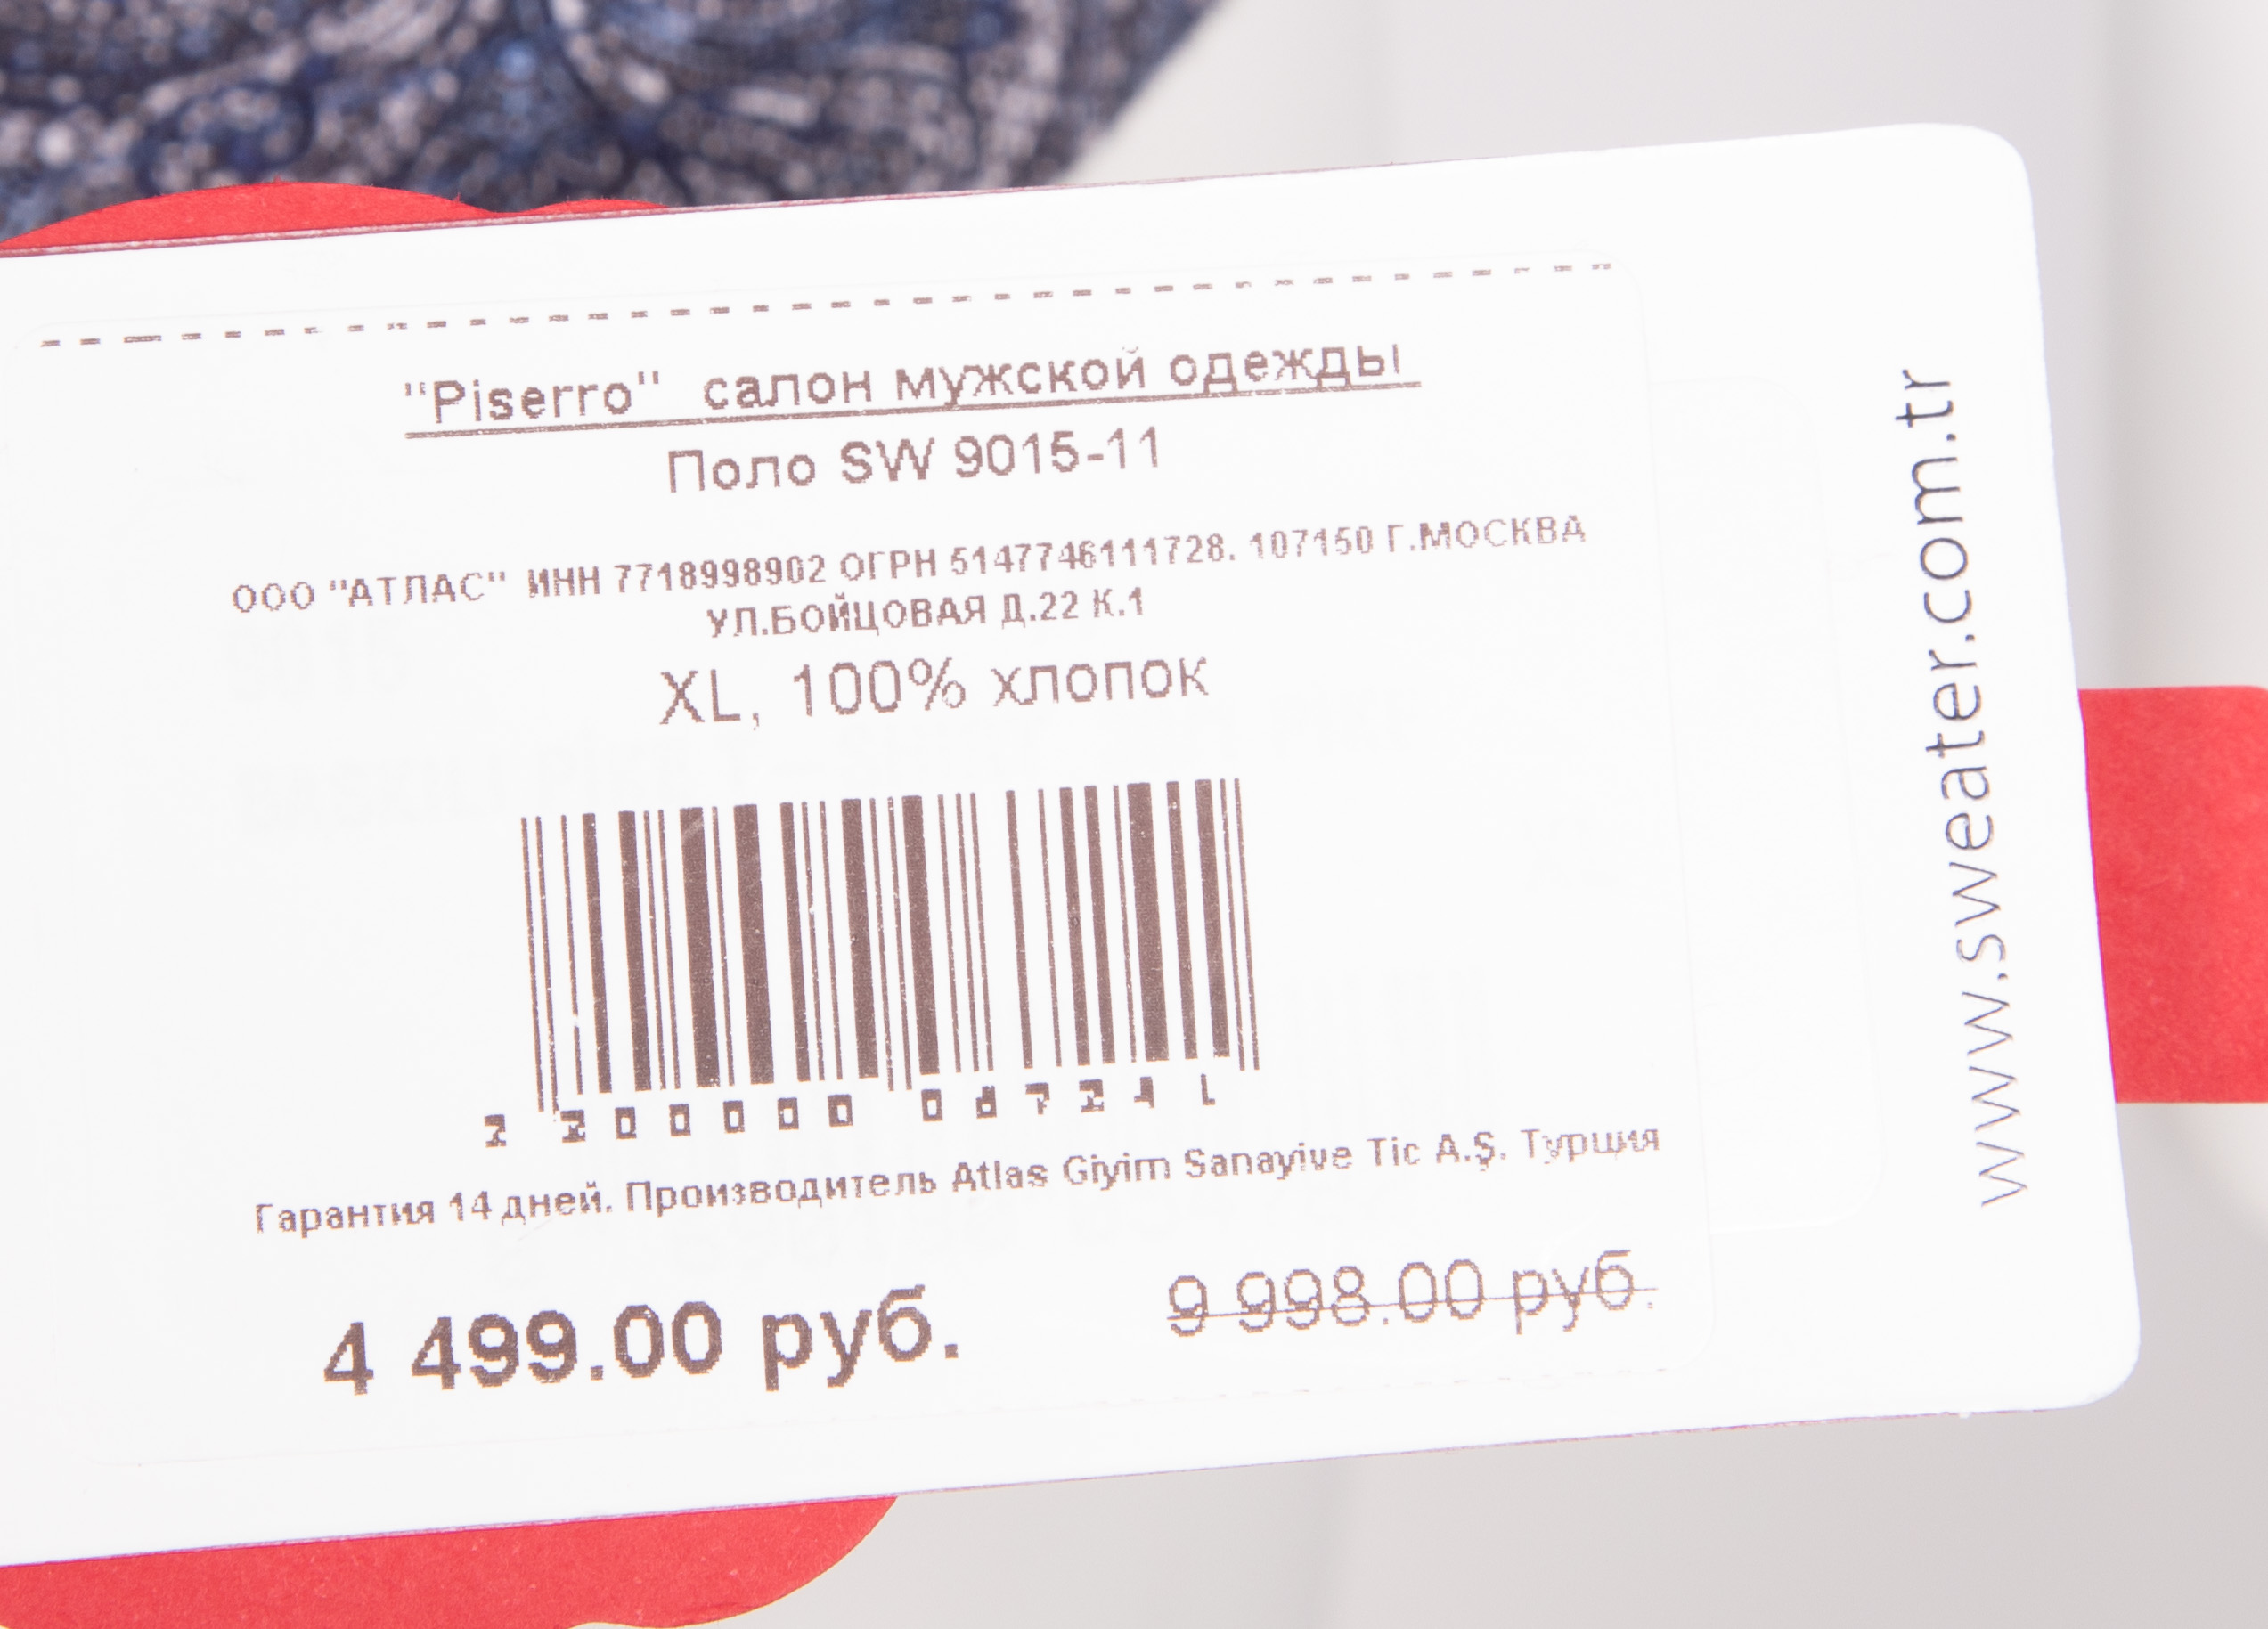 "Piserro" салон мужской одежды
Поло SW 9015-11
ООО "АТЛАС" ИНН 7718998902 ОГРН 5147746111728. 107150 Г.МОСКВА
УЛ.БОЙЦОВАЯ Д.22 К.1
XL, 100% хлопок
Гарантия 14 дней. Производитель Atlas Giyim Sanayive Tic A.Ş. Турция
4 499.00 руб.
9 998.00 руб.
www.sweater.com.tr